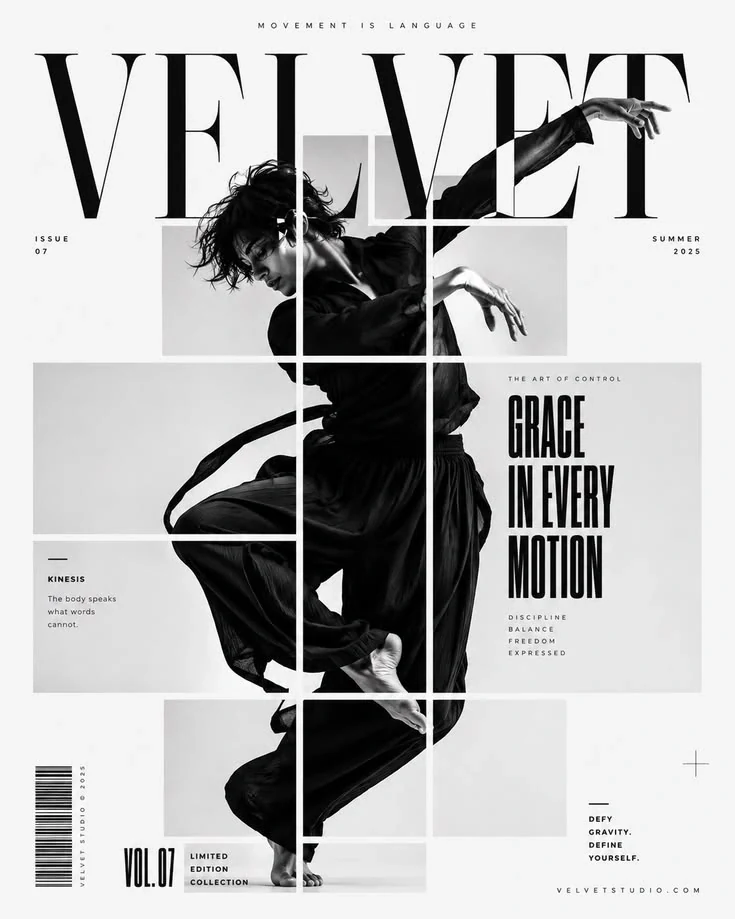 MOVEMENT IS LANGUAGE
VELVET
ISSUE
07
SUMMER
2025
THE ART OF CONTROL
GRACE
IN EVERY
MOTION
DISCIPLINE
BALANCE
FREEDOM
EXPRESSED
KINESIS
The body speaks
what words
cannot.
VELVET STUDIO © 2025
VOL.07
LIMITED
EDITION
COLLECTION
DEFY
GRAVITY.
DEFINE
YOURSELF.
VELVETSTUDIO.COM